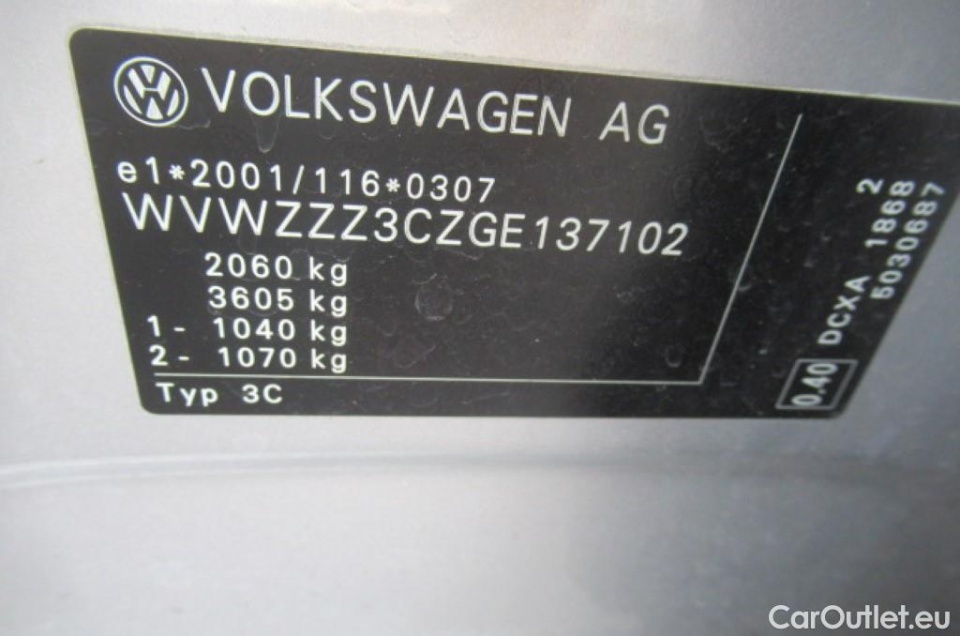 VOLKSWAGEN AG
e1*2001/116*0307
WVWZZZ3CZGE137102
2060 kg
3605 kg
1 - 1040 kg
2 - 1070 kg
Typ 3C
2
DCXA 1868
5030687
0.40
CarOutlet.eu